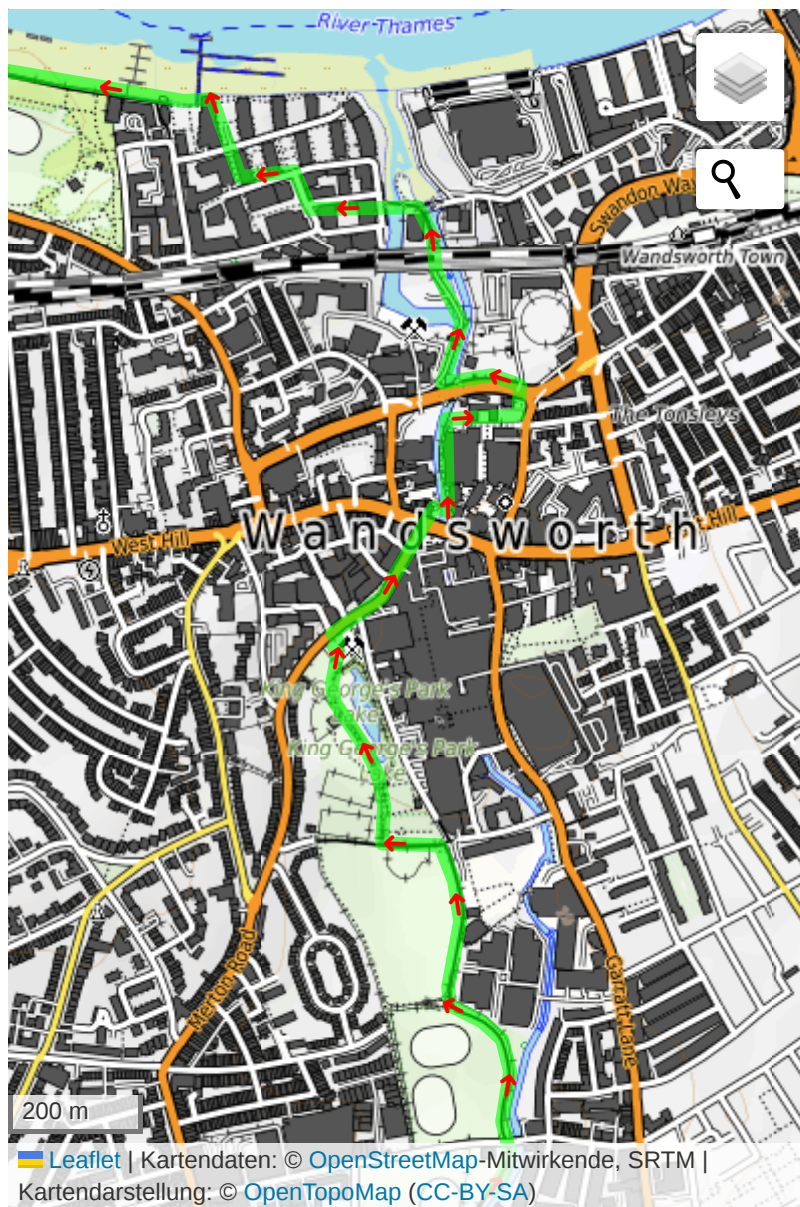 River Thames
Swandon Way
Wandsworth Town
The Tonsleys
Wandsworth
West Hill
East Hill
King George's Park
Lake
King George's Park
Lake
Merton Road
Garratt Lane
200 m
Leaflet | Kartendaten: © OpenStreetMap-Mitwirkende, SRTM |
Kartendarstellung: © OpenTopoMap (CC-BY-SA)